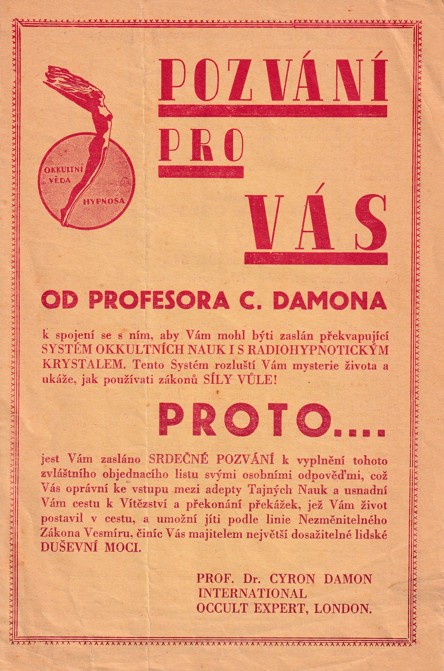 POZVÁNÍ
PRO
VÁS
OKKULTNÍ
VĚDA
HYPNOSA
OD PROFESORA C. DAMONA
k spojení se s ním, aby Vám mohl býti zaslán překvapující
SYSTÉM OKKULTNÍCH NAUK I S RADIOHYPNOTICKÝM
KRYSTALEM. Tento Systém rozluští Vám mysterie života a
ukáže, jak používati zákonů SÍLY VŮLE!
PROTO....
jest Vám zasláno SRDEČNÉ POZVÁNÍ k vyplnění tohoto
zvláštního objednacího listu svými osobními odpověďmi, což
Vás oprávní ke vstupu mezi adepty Tajných Nauk a usnadní
Vám cestu k Vítězství a překonání překážek, jež Vám život
postavil v cestu, a umožní jíti podle linie Nezměnitelného
Zákona Vesmíru, činíc Vás majitelem největší dosažitelné lidské
DUŠEVNÍ MOCI.
PROF. Dr. CYRON DAMON
INTERNATIONAL
OCCULT EXPERT, LONDON.